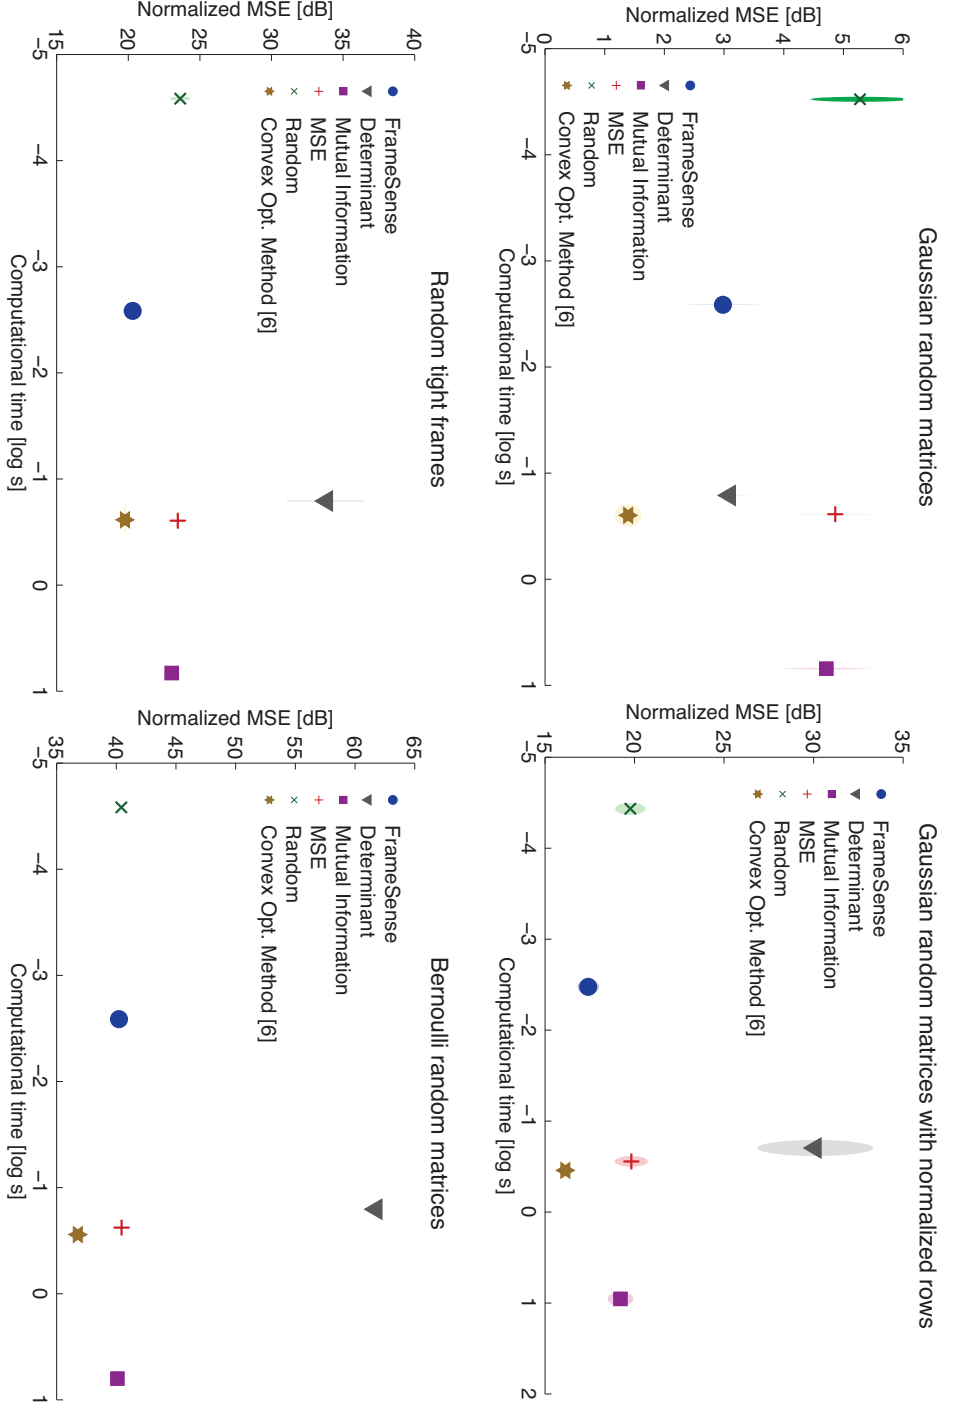 Gaussian random matrices
Normalized MSE [dB]
6
5
4
3
2
1
0
FrameSense
Determinant
Mutual Information
MSE
Random
Convex Opt. Method [6]
−5 −4 −3 −2 −1 0 1
Computational time [log s]
Gaussian random matrices with normalized rows
Normalized MSE [dB]
35
30
25
20
15
FrameSense
Determinant
Mutual Information
MSE
Random
Convex Opt. Method [6]
−5 −4 −3 −2 −1 0 1 2
Computational time [log s]
Random tight frames
Normalized MSE [dB]
40
35
30
25
20
15
FrameSense
Determinant
Mutual Information
MSE
Random
Convex Opt. Method [6]
−5 −4 −3 −2 −1 0 1
Computational time [log s]
Bernoulli random matrices
Normalized MSE [dB]
65
60
55
50
45
40
36
FrameSense
Determinant
Mutual Information
MSE
Random
Convex Opt. Method [6]
−5 −4 −3 −2 −1 0 1
Computational time [log s]